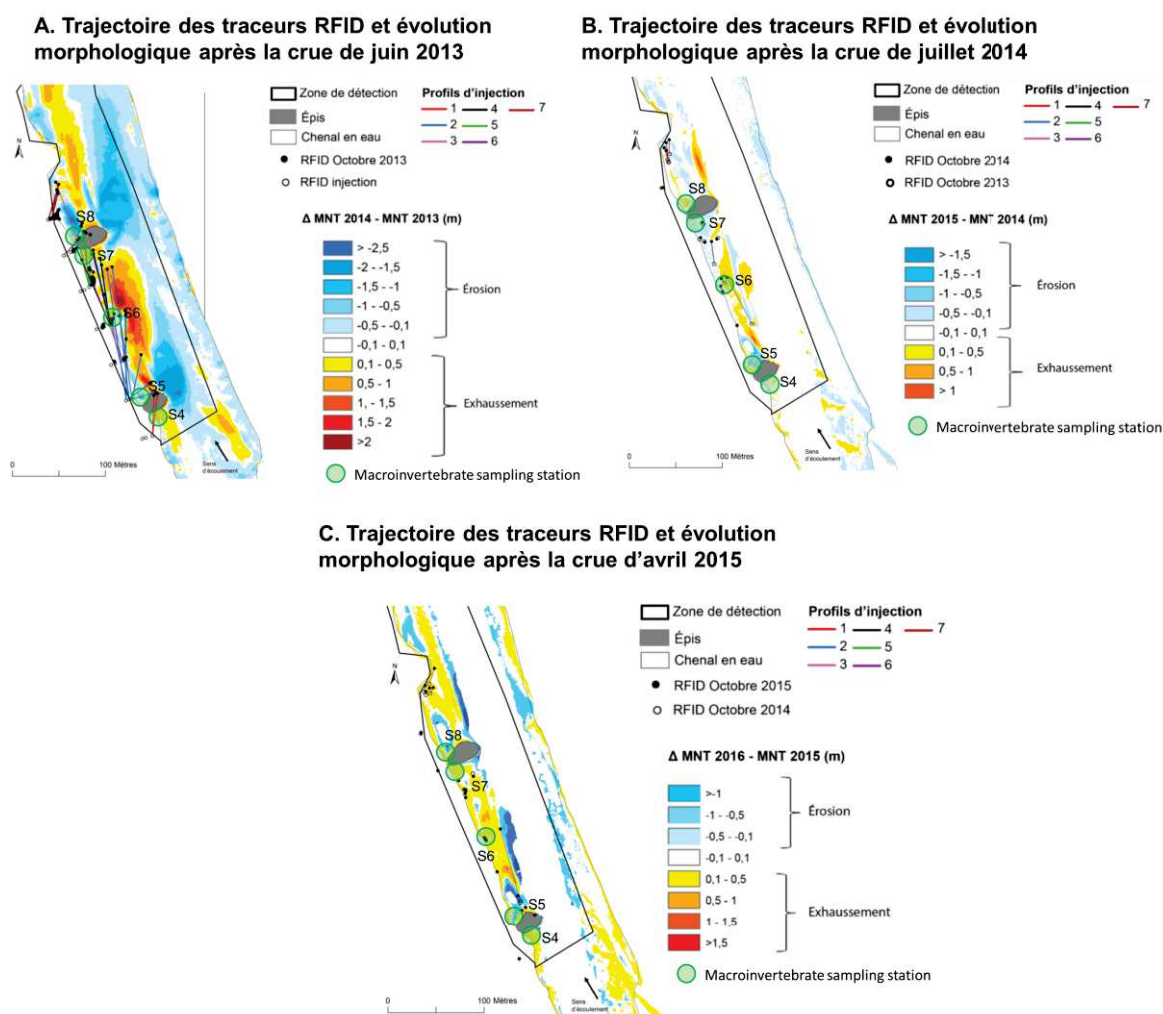 A. Trajectoire des traceurs RFID et évolution
morphologique après la crue de juin 2013
N
Zone de détection
Épis
Chenal en eau
RFID Octobre 2013
RFID injection
Profils d'injection
1 4 7
2 5
3 6
Δ MNT 2014 - MNT 2013 (m)
> -2,5
-2 - -1,5
-1,5 - -1
-1 - -0,5
-0,5 - -0,1
-0,1 - 0,1
0,1 - 0,5
0,5 - 1
1, - 1,5
1,5 - 2
>2
Érosion
Exhaussement
Macroinvertebrate sampling station
S8
S7
S6
S5
S4
0 100 Mètres
Sens
d'écoulement
B. Trajectoire des traceurs RFID et évolution
morphologique après la crue de juillet 2014
N
Zone de détection
Épis
Chenal en eau
RFID Octobre 2014
RFID Octobre 2013
Profils d'injection
1 4 7
2 5
3 6
Δ MNT 2015 - MNT 2014 (m)
> -1,5
-1,5 - -1
-1 - -0,5
-0,5 - -0,1
-0,1 - 0,1
0,1 - 0,5
0,5 - 1
> 1
Érosion
Exhaussement
Macroinvertebrate sampling station
S8
S7
S6
S5
S4
0 100 Mètres
Sens
d'écoulement
C. Trajectoire des traceurs RFID et évolution
morphologique après la crue d'avril 2015
N
Zone de détection
Épis
Chenal en eau
RFID Octobre 2015
RFID Octobre 2014
Profils d'injection
1 4 7
2 5
3 6
Δ MNT 2016 - MNT 2015 (m)
>-1
-1 - -0,5
-0,5 - -0,1
-0,1 - 0,1
0,1 - 0,5
0,5 - 1
1 - 1,5
>1,5
Érosion
Exhaussement
Macroinvertebrate sampling station
S8
S7
S6
S5
S4
0 100 Mètres
Sens
d'écoulement